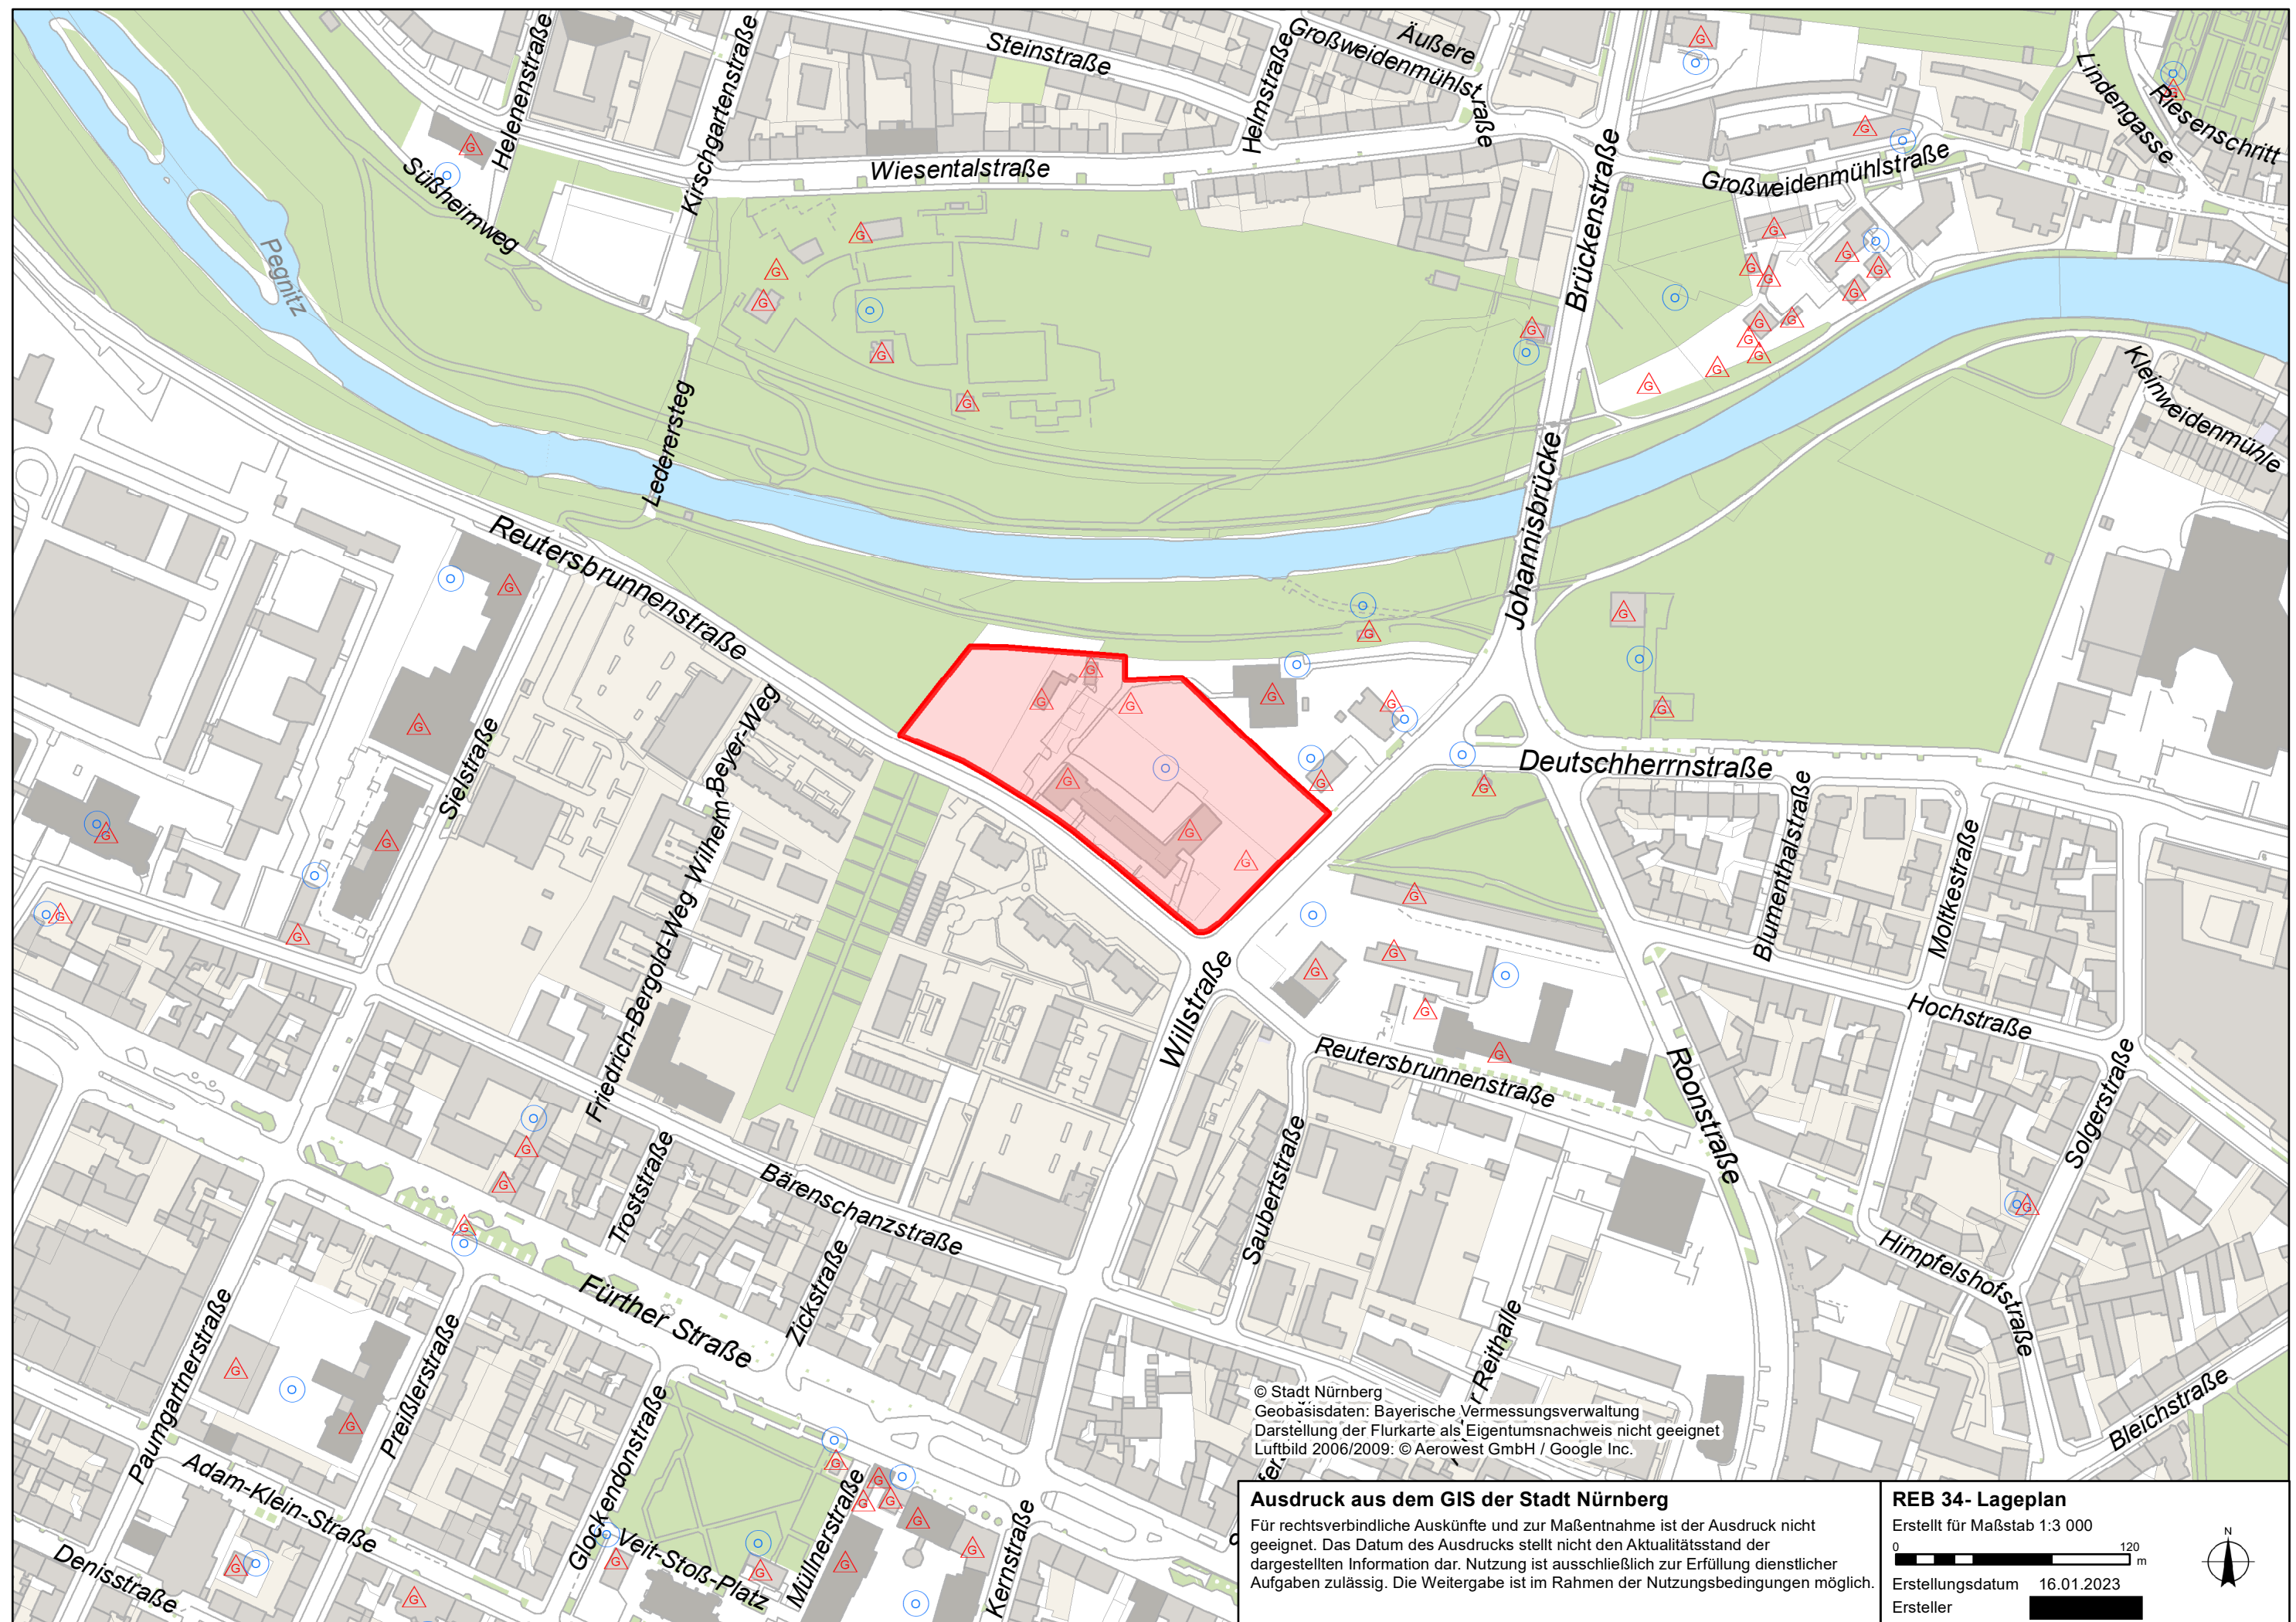 Helenenstraße
Kirschgartenstraße
Steinstraße
Helmstraße
Äußere
Großweidenmühlstraße
Lindengasse
Riesenschritt
Süßheimweg
Wiesentalstraße
Brückenstraße
Großweidenmühlstraße
Pegnitz
Kleinweidenmühle
Lederersteg
Johannisbrücke
Reutersbrunnenstraße
Sielstraße
Wilhelm-Beyer-Weg
Friedrich-Bergold-Weg
Deutschherrnstraße
Blumenthalstraße
Moltkestraße
Willstraße
Hochstraße
Reutersbrunnenstraße
Roonstraße
Solgerstraße
Saubertstraße
Troststraße
Bärenschanzstraße
Zickstraße
Himpfelshofstraße
Fürther Straße
Paumgartnerstraße
Preißlerstraße
Glockendonstraße
Reithalle
Bleichstraße
Adam-Klein-Straße
Denisstraße
Veit-Stoß-Platz
Müllnerstraße
Kernstraße
© Stadt Nürnberg
Geobasisdaten: Bayerische Vermessungsverwaltung
Darstellung der Flurkarte als Eigentumsnachweis nicht geeignet
Luftbild 2006/2009: © Aerowest GmbH / Google Inc.
Ausdruck aus dem GIS der Stadt Nürnberg
Für rechtsverbindliche Auskünfte und zur Maßentnahme ist der Ausdruck nicht
geeignet. Das Datum des Ausdrucks stellt nicht den Aktualitätsstand der
dargestellten Information dar. Nutzung ist ausschließlich zur Erfüllung dienstlicher
Aufgaben zulässig. Die Weitergabe ist im Rahmen der Nutzungsbedingungen möglich.
REB 34- Lageplan
Erstellt für Maßstab 1:3 000
0 120 m
Erstellungsdatum 16.01.2023
Ersteller
N